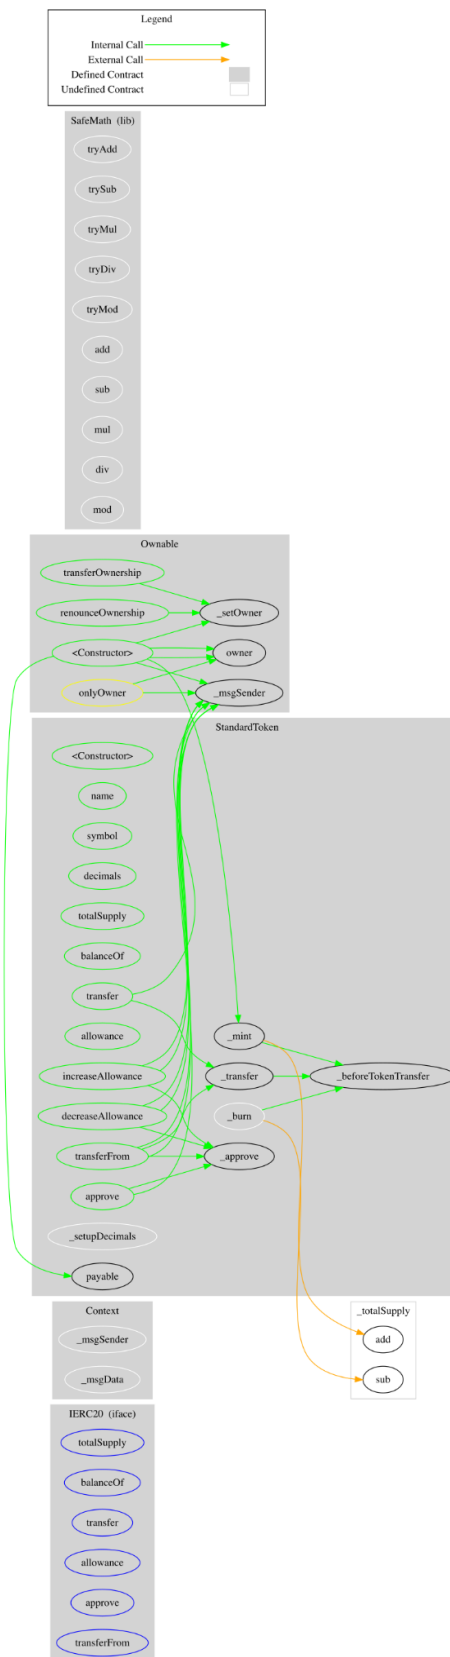 Legend
Internal Call
External Call
Defined Contract
Undefined Contract
SafeMath (lib)
tryAdd
trySub
tryMul
tryDiv
tryMod
add
sub
mul
div
mod
Ownable
transferOwnership
renounceOwnership
_setOwner
<Constructor>
owner
onlyOwner
_msgSender
StandardToken
<Constructor>
name
symbol
decimals
totalSupply
balanceOf
transfer
allowance
_mint
increaseAllowance
_transfer
_beforeTokenTransfer
decreaseAllowance
_burn
transferFrom
_approve
approve
_setupDecimals
payable
Context
_totalSupply
_msgSender
add
_msgData
sub
IERC20 (iface)
totalSupply
balanceOf
transfer
allowance
approve
transferFrom